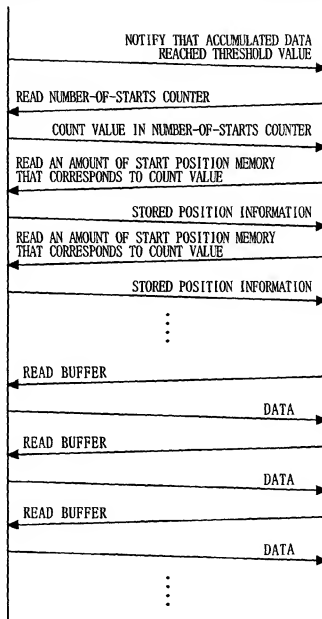 NOTIFY THAT ACCUMULATED DATA
REACHED THRESHOLD VALUE
READ NUMBER-OF-STARTS COUNTER
COUNT VALUE IN NUMBER-OF-STARTS COUNTER
READ AN AMOUNT OF START POSITION MEMORY
THAT CORRESPONDS TO COUNT VALUE
STORED POSITION INFORMATION
READ AN AMOUNT OF START POSITION MEMORY
THAT CORRESPONDS TO COUNT VALUE
STORED POSITION INFORMATION
READ BUFFER
DATA
READ BUFFER
DATA
READ BUFFER
DATA